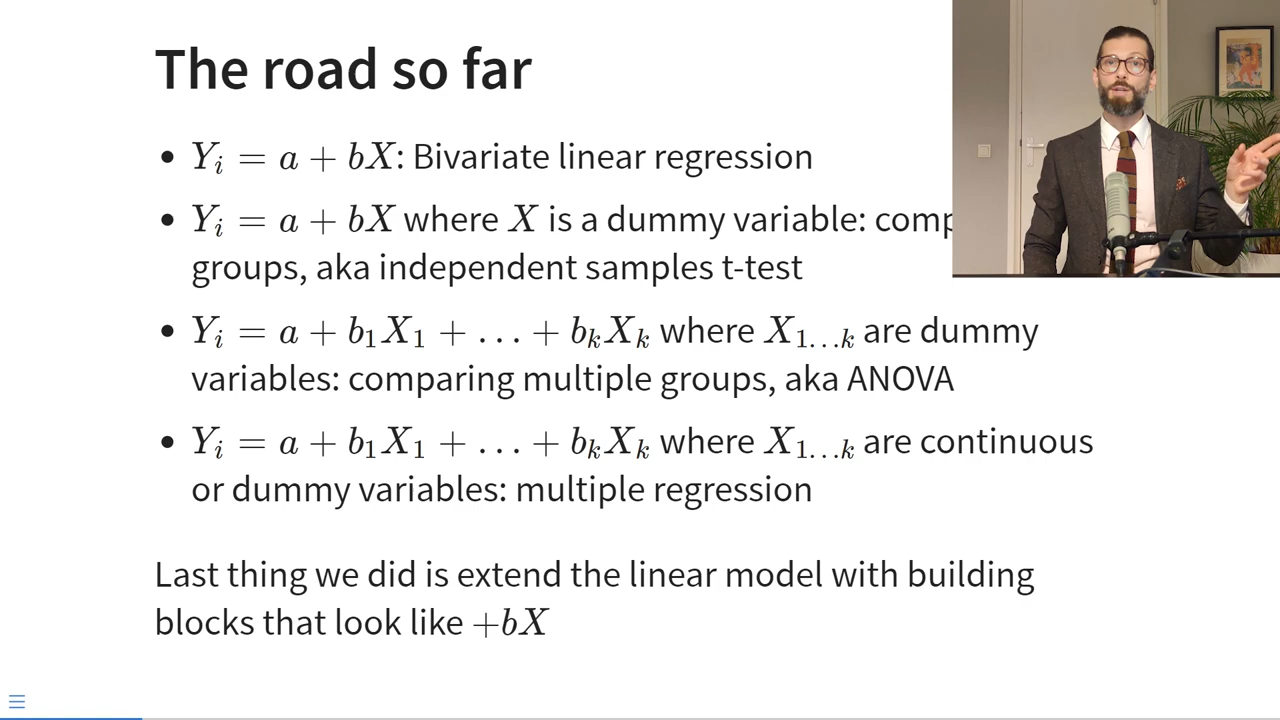 The road so far
• Yᵢ = a + bX: Bivariate linear regression
• Yᵢ = a + bX where X is a dummy variable:
groups, aka independent samples t-test
• Yᵢ = a + b₁X₁ + … + bₖXₖ where X₁…ₖ are dummy
variables: comparing multiple groups, aka ANOVA
• Yᵢ = a + b₁X₁ + … + bₖXₖ where X₁…ₖ are continuous
or dummy variables: multiple regression
Last thing we did is extend the linear model with building
blocks that look like +bX